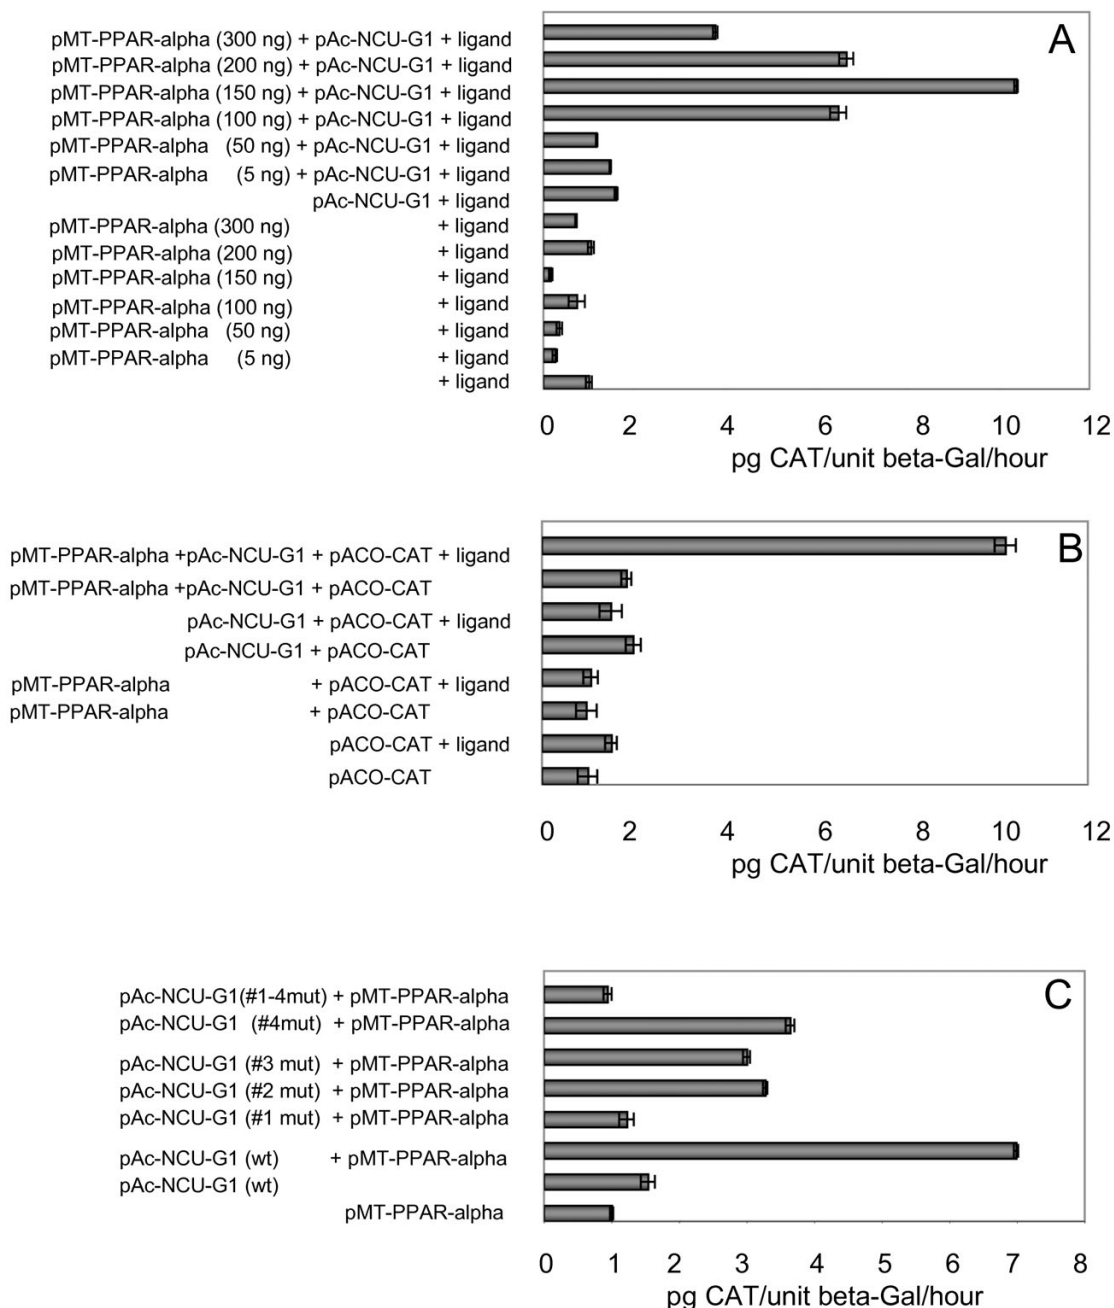 A
pMT-PPAR-alpha (300 ng) + pAc-NCU-G1 + ligand
pMT-PPAR-alpha (200 ng) + pAc-NCU-G1 + ligand
pMT-PPAR-alpha (150 ng) + pAc-NCU-G1 + ligand
pMT-PPAR-alpha (100 ng) + pAc-NCU-G1 + ligand
pMT-PPAR-alpha (50 ng) + pAc-NCU-G1 + ligand
pMT-PPAR-alpha (5 ng) + pAc-NCU-G1 + ligand
pAc-NCU-G1 + ligand
pMT-PPAR-alpha (300 ng) + ligand
pMT-PPAR-alpha (200 ng) + ligand
pMT-PPAR-alpha (150 ng) + ligand
pMT-PPAR-alpha (100 ng) + ligand
pMT-PPAR-alpha (50 ng) + ligand
pMT-PPAR-alpha (5 ng) + ligand
+ ligand
0 2 4 6 8 10 12
pg CAT/unit beta-Gal/hour
B
pMT-PPAR-alpha +pAc-NCU-G1 + pACO-CAT + ligand
pMT-PPAR-alpha +pAc-NCU-G1 + pACO-CAT
pAc-NCU-G1 + pACO-CAT + ligand
pAc-NCU-G1 + pACO-CAT
pMT-PPAR-alpha + pACO-CAT + ligand
pMT-PPAR-alpha + pACO-CAT
pACO-CAT + ligand
pACO-CAT
0 2 4 6 8 10 12
pg CAT/unit beta-Gal/hour
C
pAc-NCU-G1(#1-4mut) + pMT-PPAR-alpha
pAc-NCU-G1 (#4mut) + pMT-PPAR-alpha
pAc-NCU-G1 (#3 mut) + pMT-PPAR-alpha
pAc-NCU-G1 (#2 mut) + pMT-PPAR-alpha
pAc-NCU-G1 (#1 mut) + pMT-PPAR-alpha
pAc-NCU-G1 (wt) + pMT-PPAR-alpha
pAc-NCU-G1 (wt)
pMT-PPAR-alpha
0 1 2 3 4 5 6 7 8
pg CAT/unit beta-Gal/hour